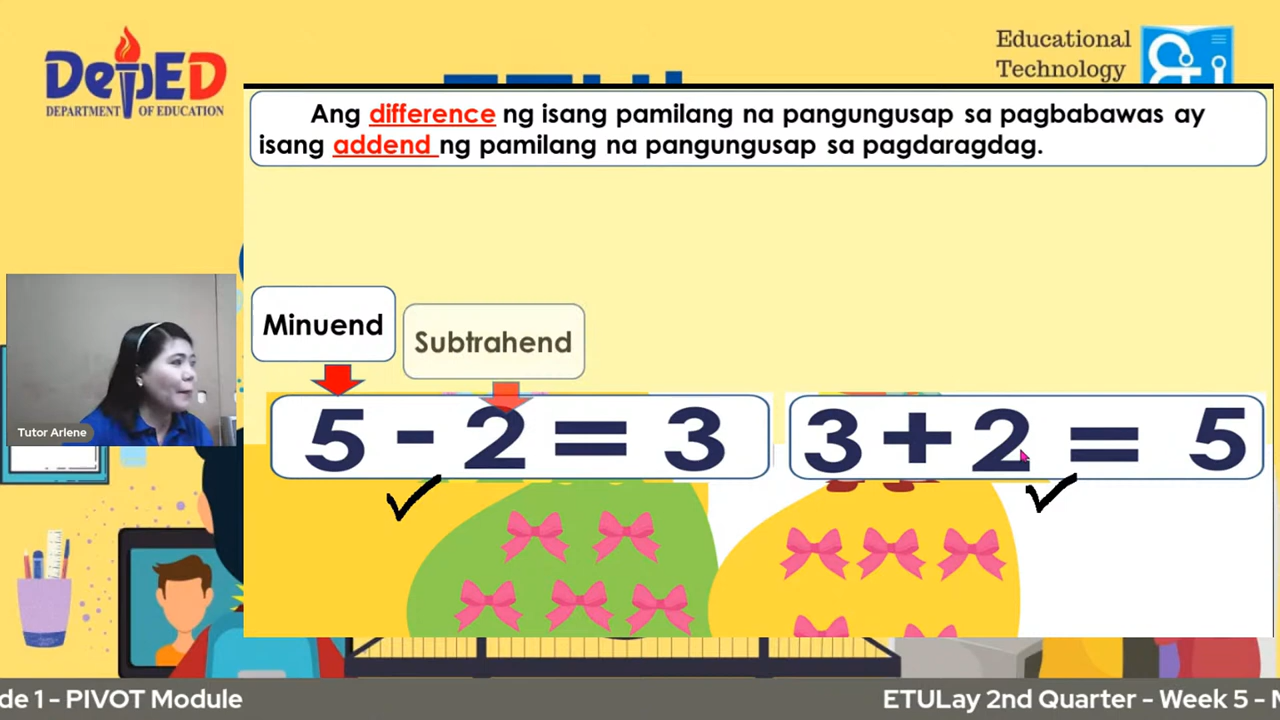 DepED
DEPARTMENT OF EDUCATION
Educational
Technology
Ang difference ng isang pamilang na pangungusap sa pagbabawas ay
isang addend ng pamilang na pangungusap sa pagdaragdag.
Minuend
Subtrahend
5 - 2 = 3
3 + 2 = 5
Tutor Arlene
de 1 - PIVOT Module
ETULay 2nd Quarter - Week 5 -